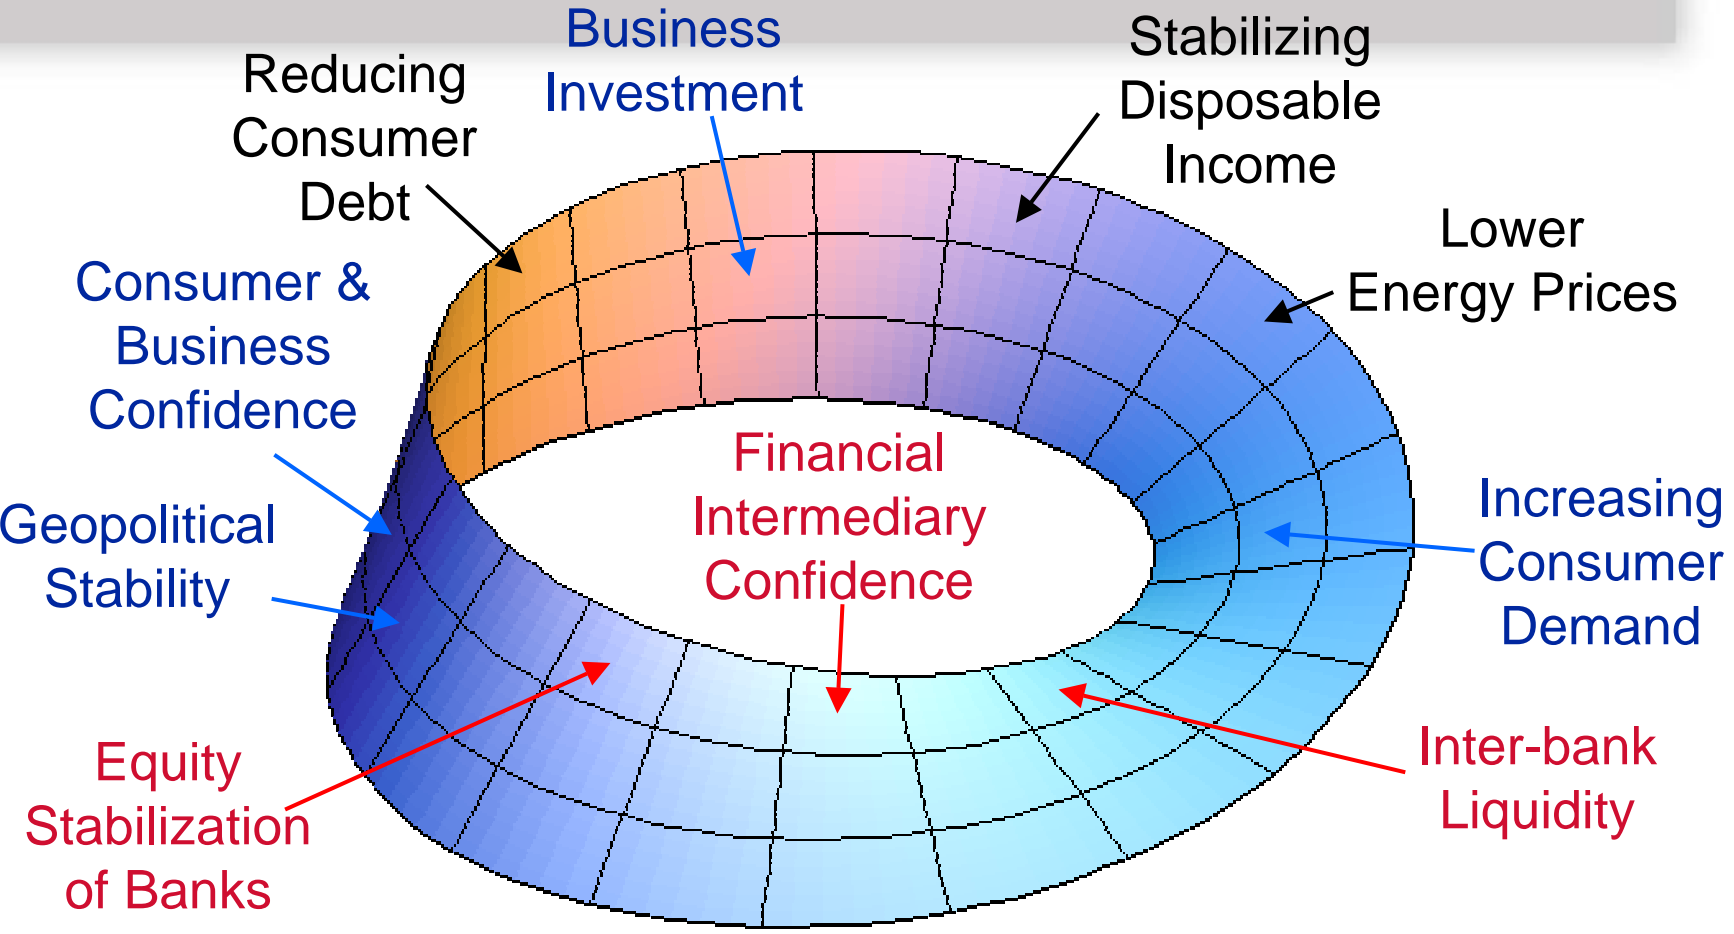 Business
Investment
Stabilizing
Disposable
Income
Reducing
Consumer
Debt
Lower
Energy Prices
Consumer &
Business
Confidence
Financial
Intermediary
Confidence
Geopolitical
Stability
Increasing
Consumer
Demand
Equity
Stabilization
of Banks
Inter-bank
Liquidity